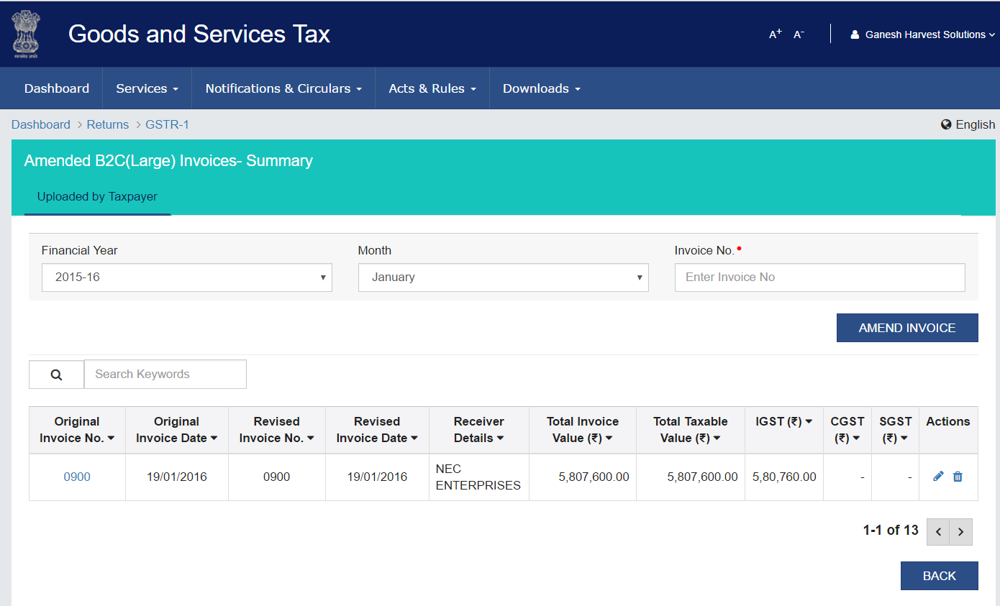 Goods and Services Tax
A+ A-
Ganesh Harvest Solutions
Dashboard Services Notifications & Circulars Acts & Rules Downloads
Dashboard > Returns > GSTR-1
English
Amended B2C(Large) Invoices- Summary
Uploaded by Taxpayer
Financial Year Month Invoice No.
2015-16 January Enter Invoice No
AMEND INVOICE
Search Keywords
Original Original Revised Revised Receiver Total Invoice Total Taxable IGST (₹) CGST SGST Actions
Invoice No. Invoice Date Invoice No. Invoice Date Details Value (₹) Value (₹) (₹) (₹)
0900 19/01/2016 0900 19/01/2016 NEC 5,807,600.00 5,807,600.00 5,80,760.00 - -
ENTERPRISES
1-1 of 13 < >
BACK